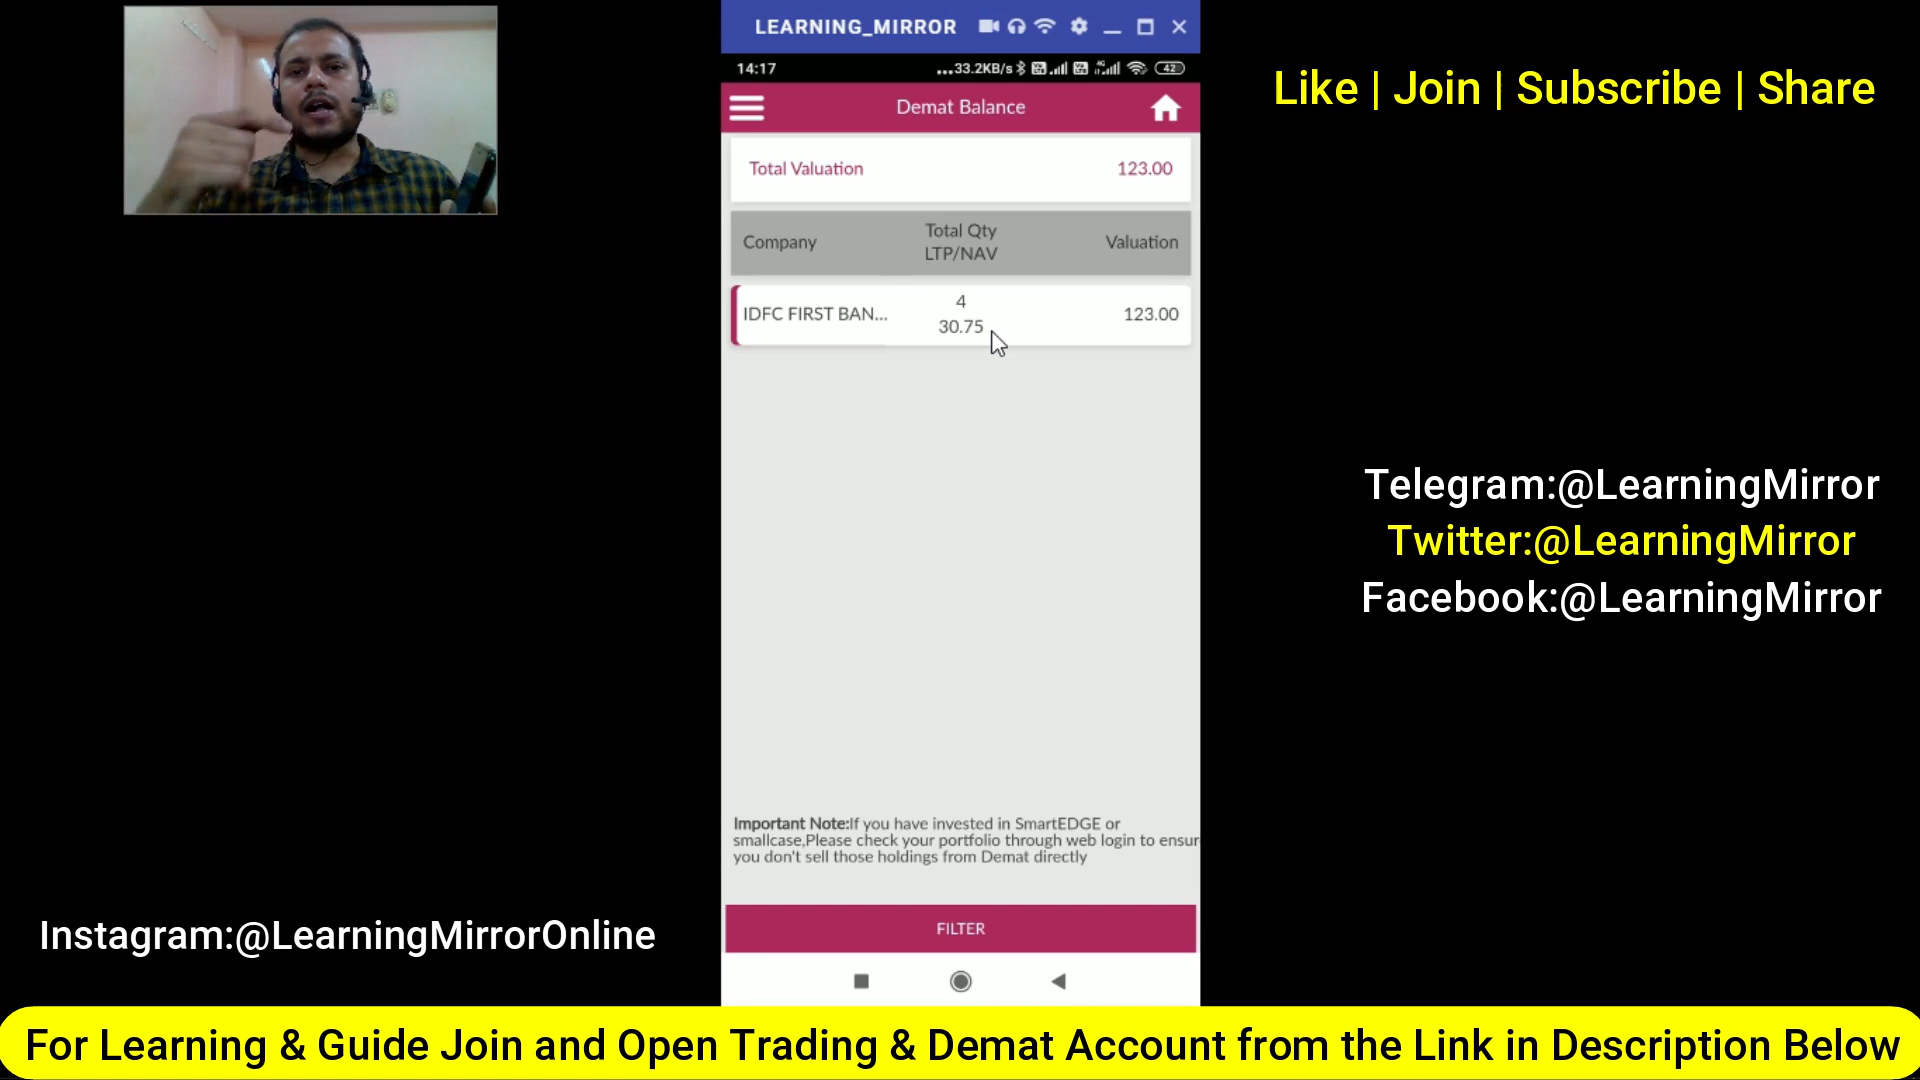 LEARNING_MIRROR
14:17
...33.2KB/s
4G
42
Demat Balance
Total Valuation 123.00
Company Total Qty LTP/NAV Valuation
IDFC FIRST BAN... 4 30.75 123.00
Important Note:If you have invested in SmartEDGE or
smallcase,Please check your portfolio through web login to ensur
you don't sell those holdings from Demat directly
FILTER
Like | Join | Subscribe | Share
Telegram:@LearningMirror
Twitter:@LearningMirror
Facebook:@LearningMirror
Instagram:@LearningMirrorOnline
For Learning & Guide Join and Open Trading & Demat Account from the Link in Description Below